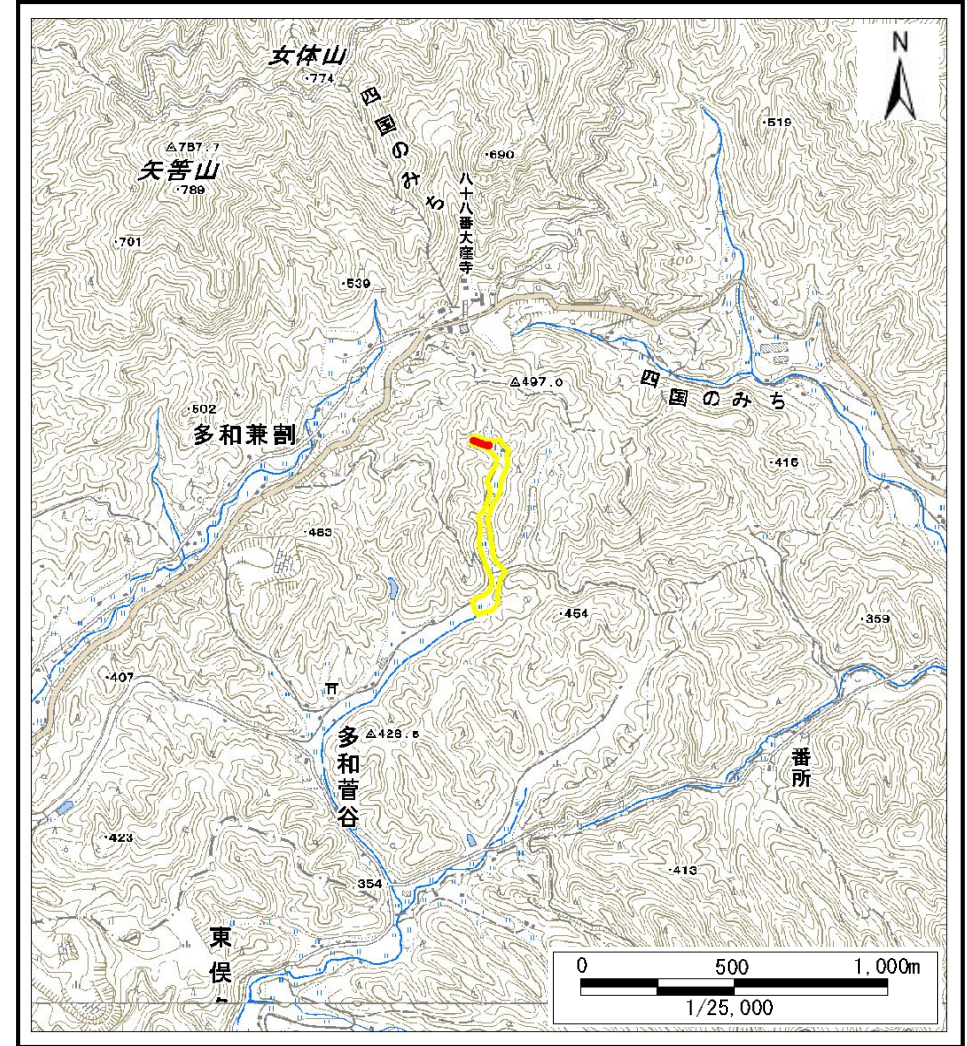 N
女体山
・774
四国のみち
・519
△787.7
矢筈山
・789
・690
八十八番大窪寺
・701
400
・539
△497.0
四国のみち
・502
多和兼割
・415
・483
・454
・359
・407
多和菅谷
番所
・423
・413
354
東俣
0 500 1,000m
1/25,000